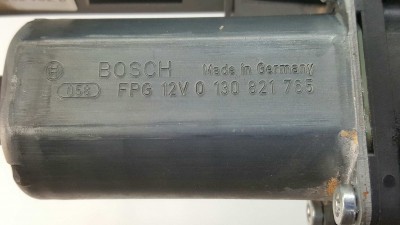 BOSCH Made in Germany
058 FPG 12V 0 130 821 765